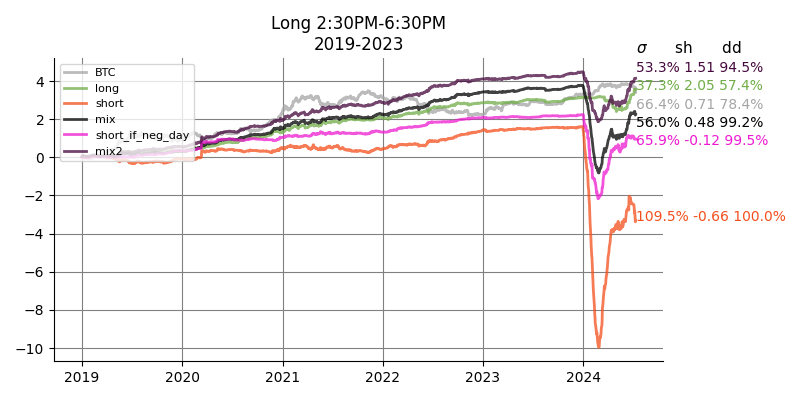 Long 2:30PM-6:30PM
2019-2023
σ sh dd
53.3% 1.51 94.5%
37.3% 2.05 57.4%
66.4% 0.71 78.4%
56.0% 0.48 99.2%
65.9% -0.12 99.5%
109.5% -0.66 100.0%
BTC
long
short
mix
short_if_neg_day
mix2
4
2
0
−2
−4
−6
−8
−10
2019 2020 2021 2022 2023 2024